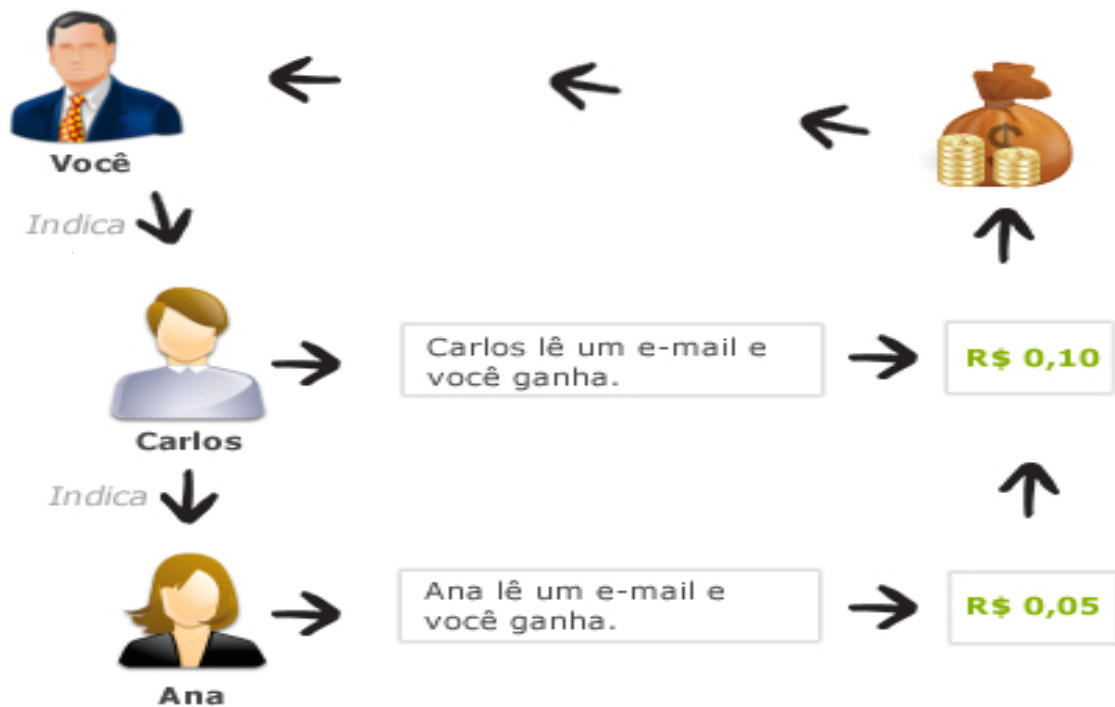 Você
Indica
Carlos lê um e-mail e
você ganha.
R$ 0,10
Carlos
Indica
Ana lê um e-mail e
você ganha.
R$ 0,05
Ana